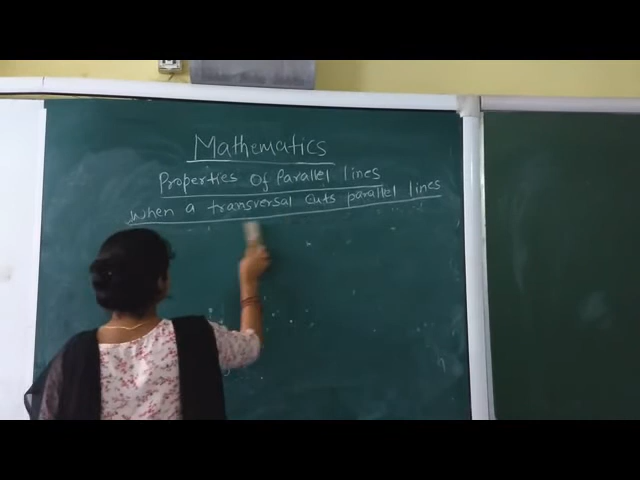 Mathematics
Properties Of Parallel lines
When a transversal cuts parallel lines